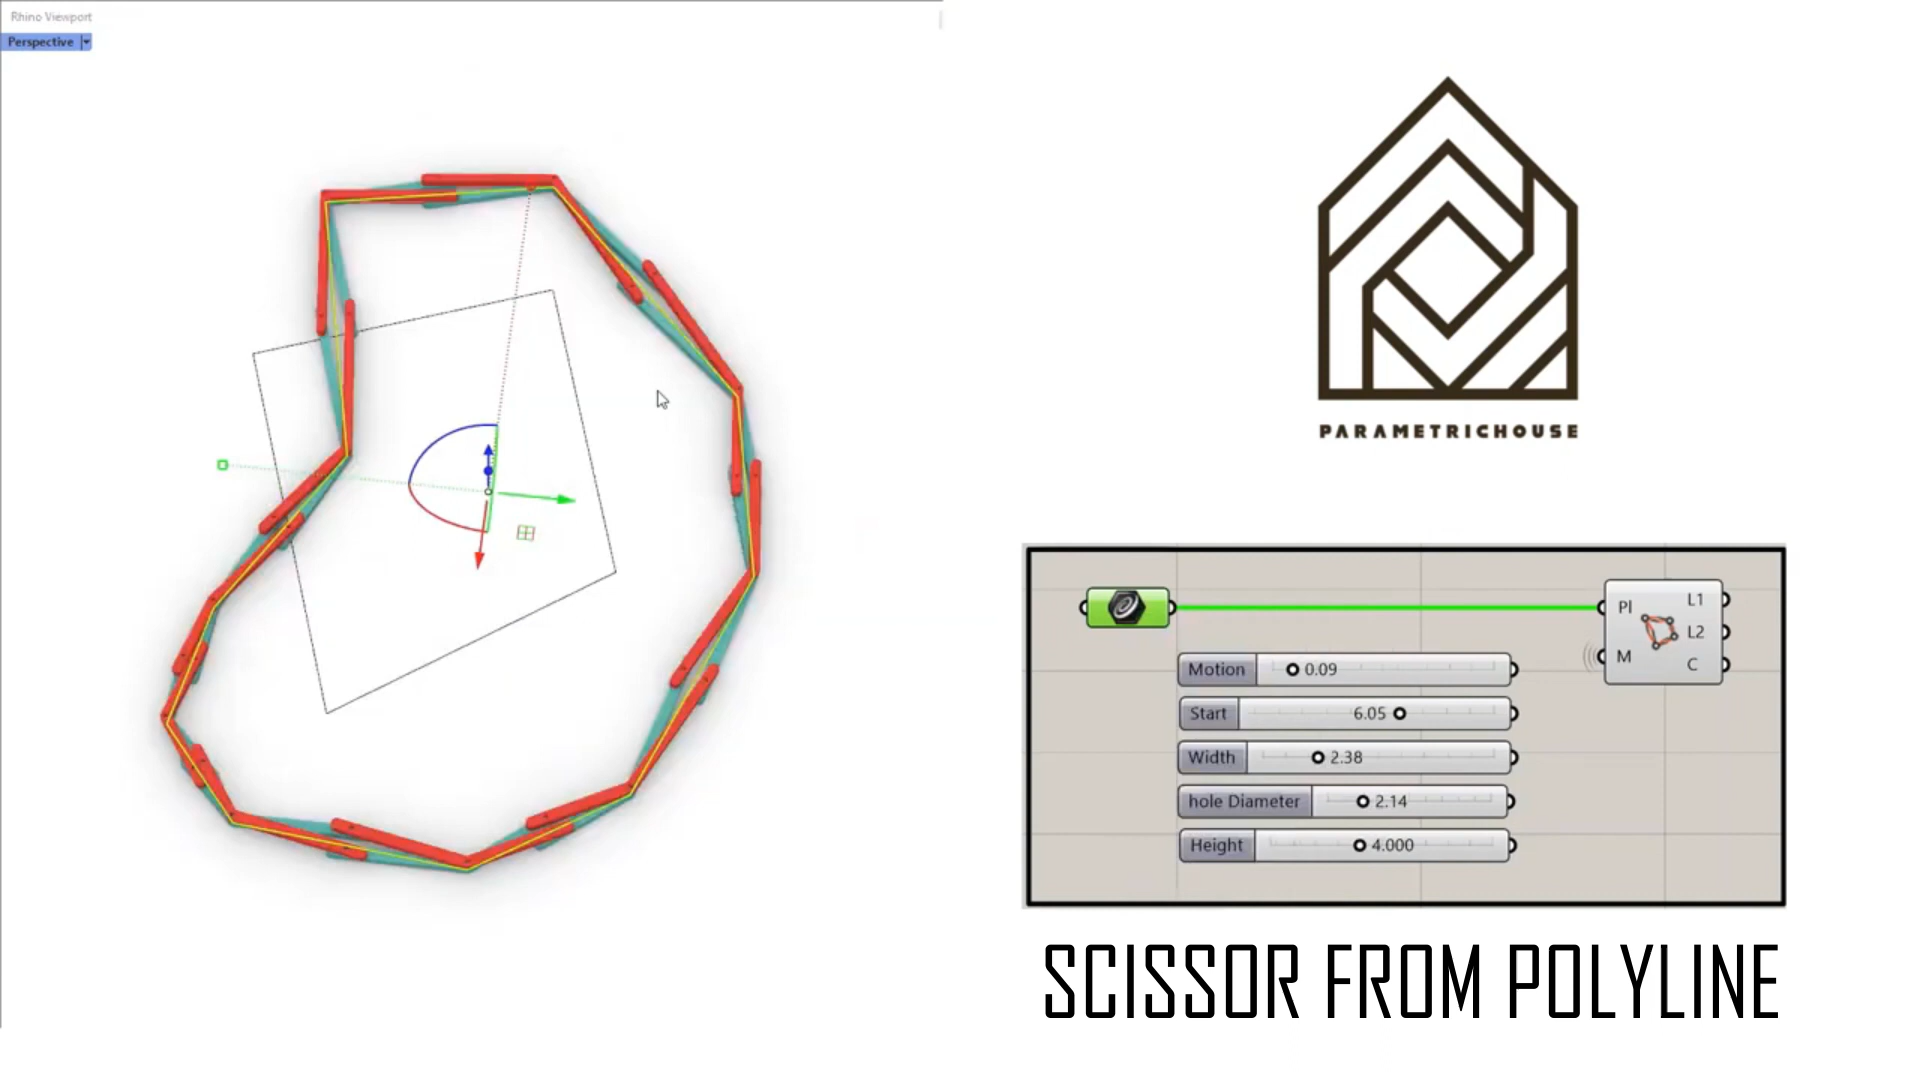 Rhino Viewport
Perspective
PARAMETRICHOUSE
Pl
M
L1
L2
C
Motion 0.09
Start 6.05
Width 2.38
hole Diameter 2.14
Height 4.000
SCISSOR FROM POLYLINE